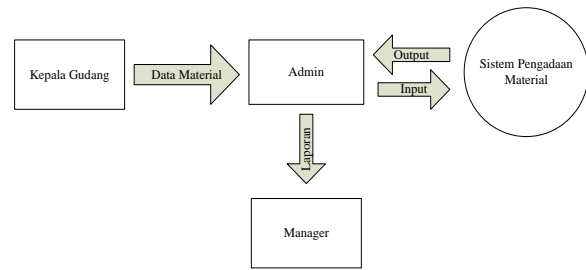 Kepala Gudang
Data Material
Admin
Output
Input
Sistem Pengadaan
Material
Laporan
Manager